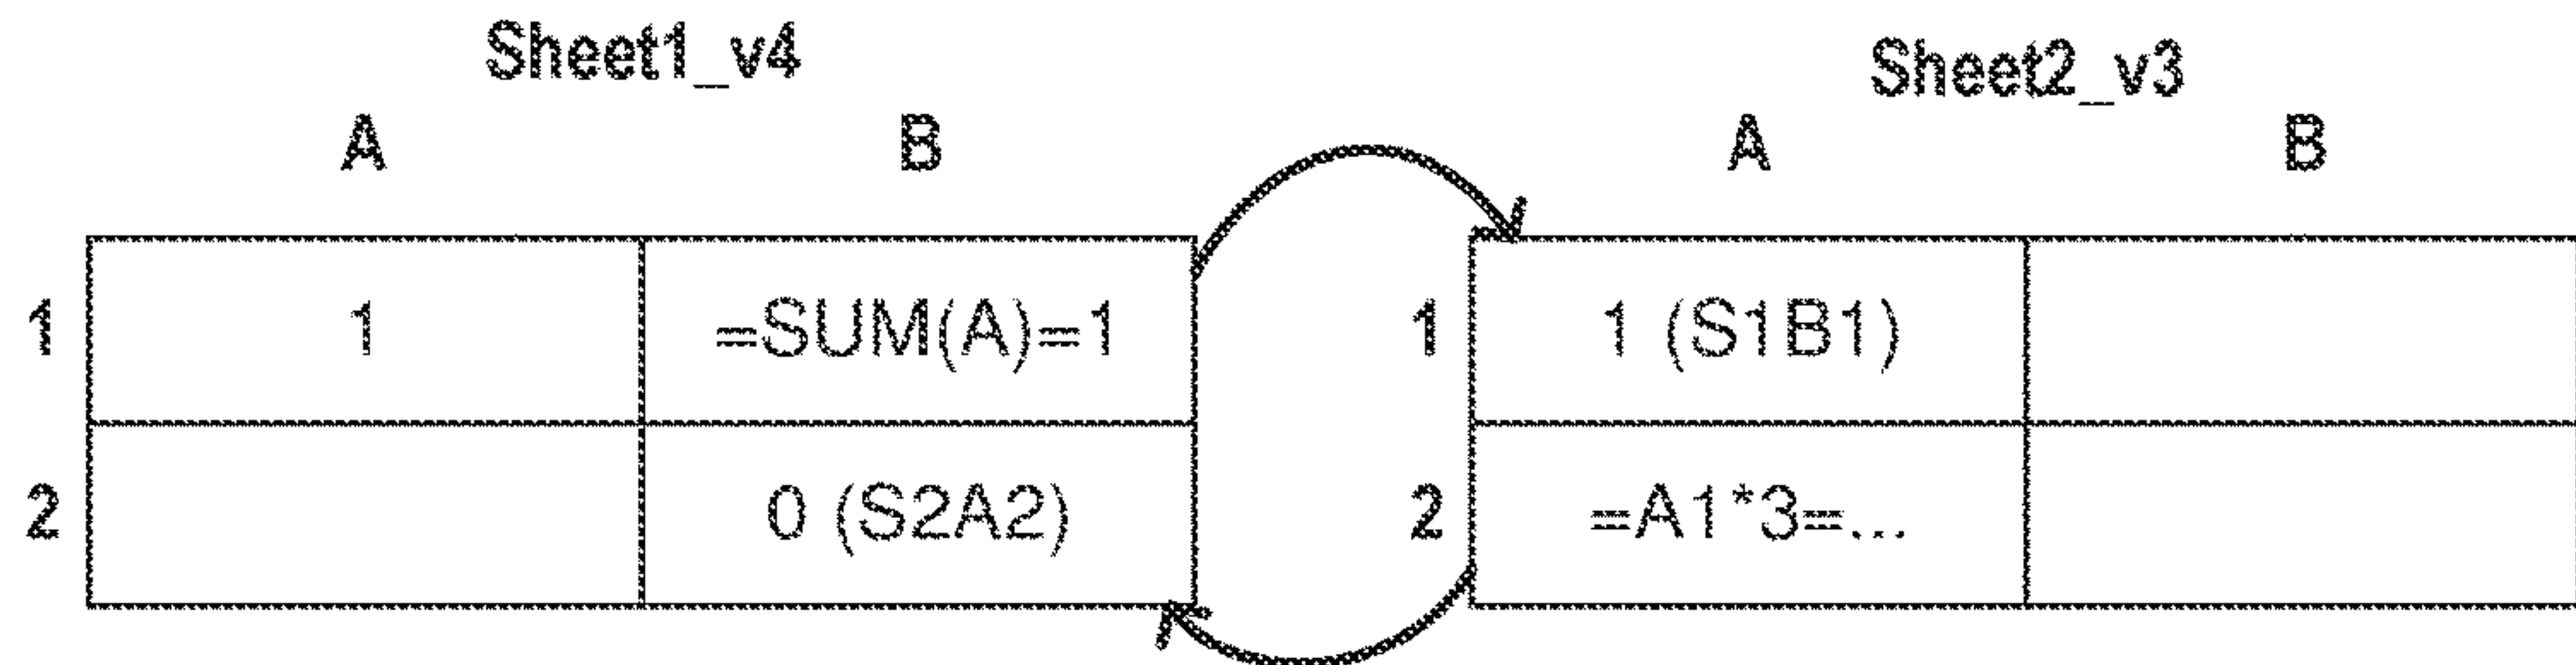 Sheet1_v4 Sheet2_v3
A B A B
1 1 =SUM(A)=1 1 1 (S1B1)
2 0 (S2A2) 2 =A1*3=...